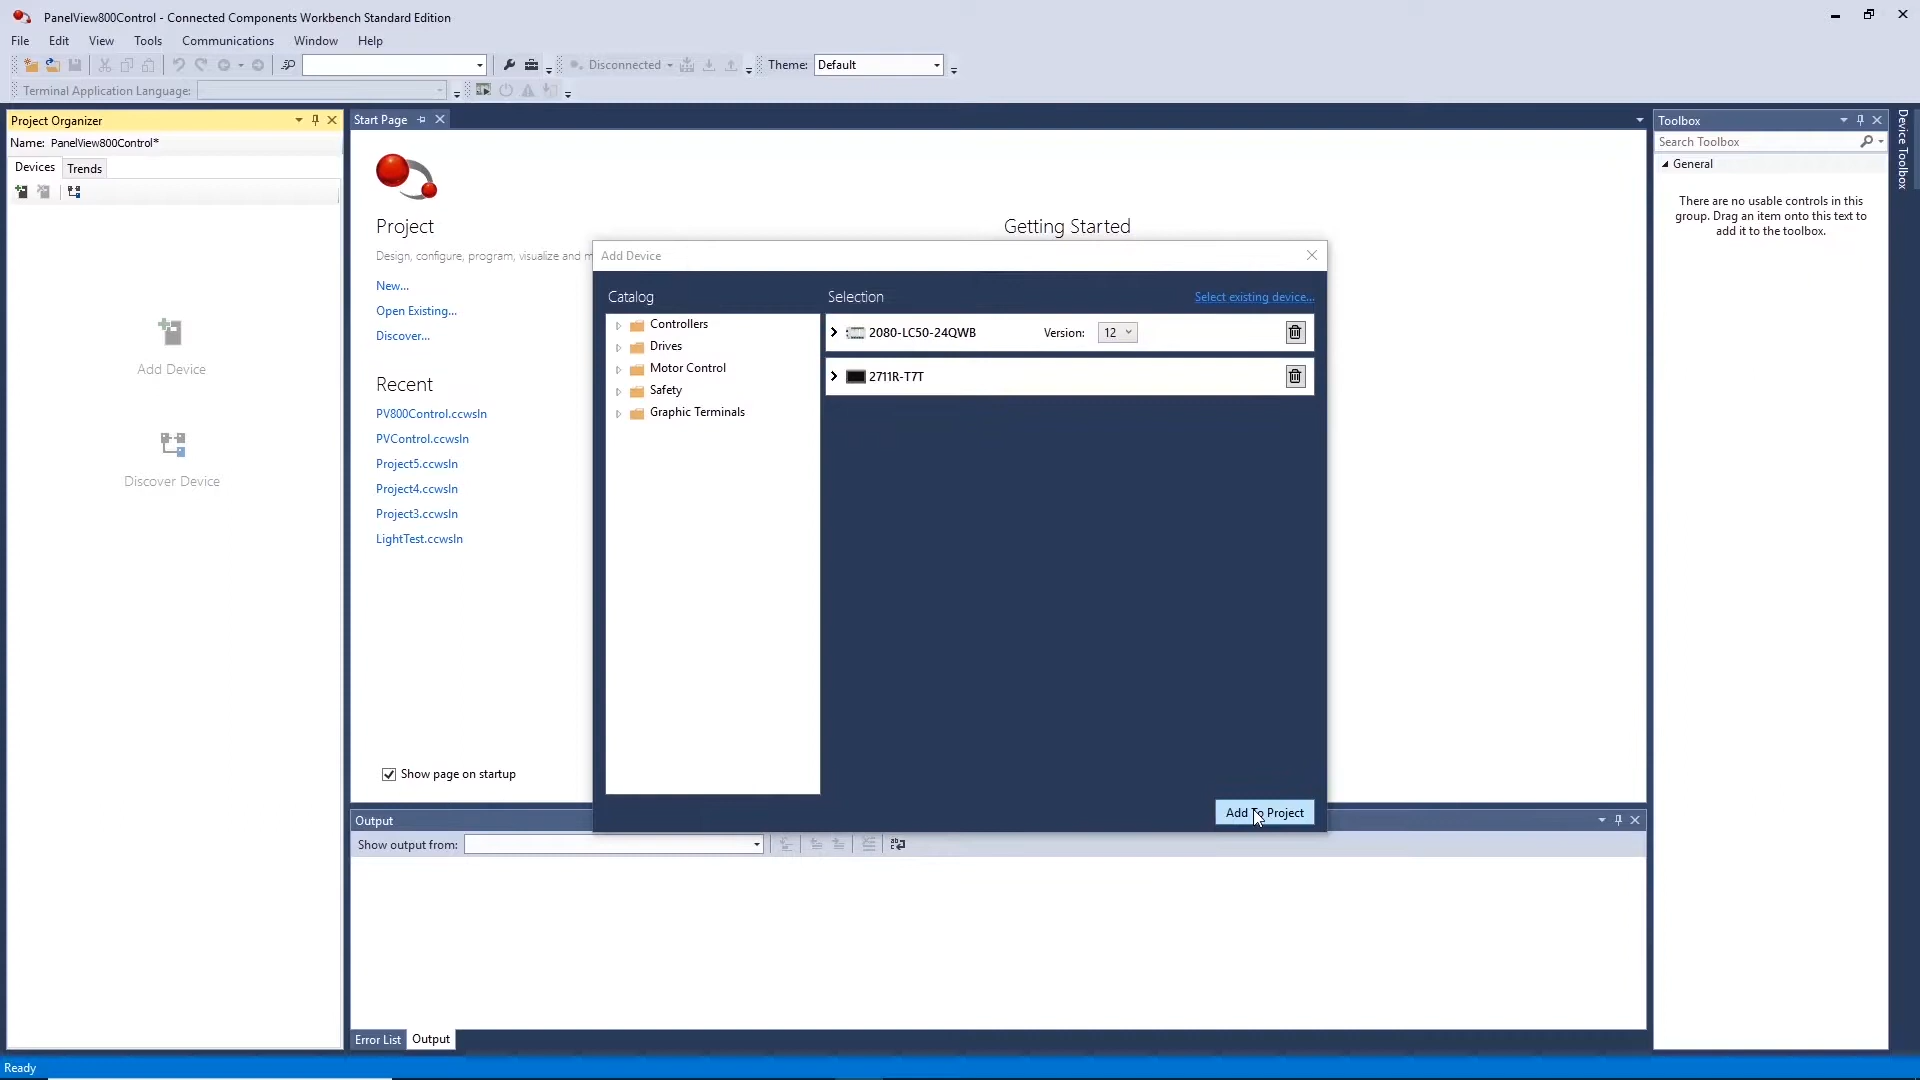 PanelView800Control - Connected Components Workbench Standard Edition
File Edit View Tools Communications Window Help
Disconnected Theme: Default
Terminal Application Language:
Project Organizer
Name: PanelView800Control*
Devices Trends
Add Device
Discover Device
Start Page
Project
Design, configure, program, visualize and m
New...
Open Existing...
Discover...
Recent
PV800Control.ccwsln
PVControl.ccwsln
Project5.ccwsln
Project4.ccwsln
Project3.ccwsln
LightTest.ccwsln
Show page on startup
Getting Started
Add Device
Catalog
Controllers
Drives
Motor Control
Safety
Graphic Terminals
Selection
Select existing device...
2080-LC50-24QWB Version: 12
2711R-T7T
Add To Project
Output
Show output from:
Error List Output
Toolbox
Search Toolbox
General
There are no usable controls in this
group. Drag an item onto this text to
add it to the toolbox.
Device Toolbox
Ready